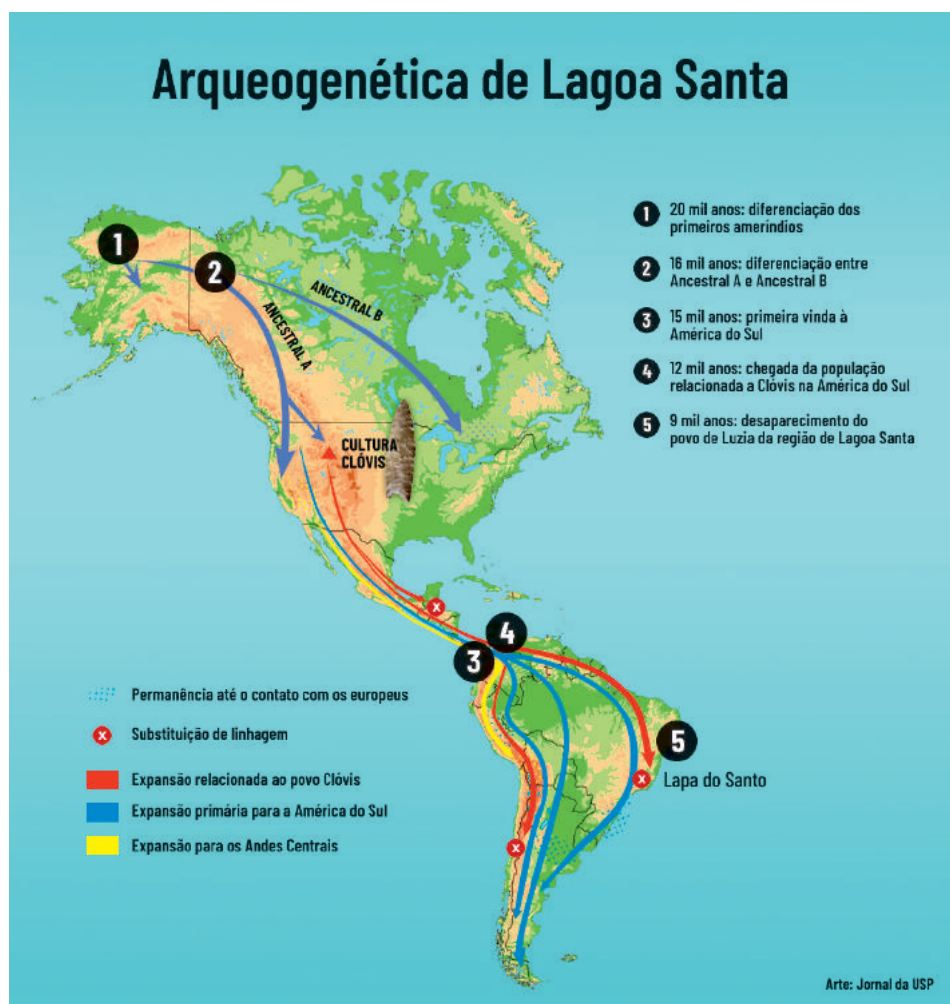 Arqueogenética de Lagoa Santa
1
2
ANCESTRAL B
ANCESTRAL A
CULTURA
CLÓVIS
1 20 mil anos: diferenciação dos
primeiros ameríndios
2 16 mil anos: diferenciação entre
Ancestral A e Ancestral B
3 15 mil anos: primeira vinda à
América do Sul
4 12 mil anos: chegada da população
relacionada a Clóvis na América do Sul
5 9 mil anos: desaparecimento do
povo de Luzia da região de Lagoa Santa
x
4
3
5
x
Lapa do Santo
x
Permanência até o contato com os europeus
x Substituição de linhagem
Expansão relacionada ao povo Clóvis
Expansão primária para a América do Sul
Expansão para os Andes Centrais
Arte: Jornal da USP